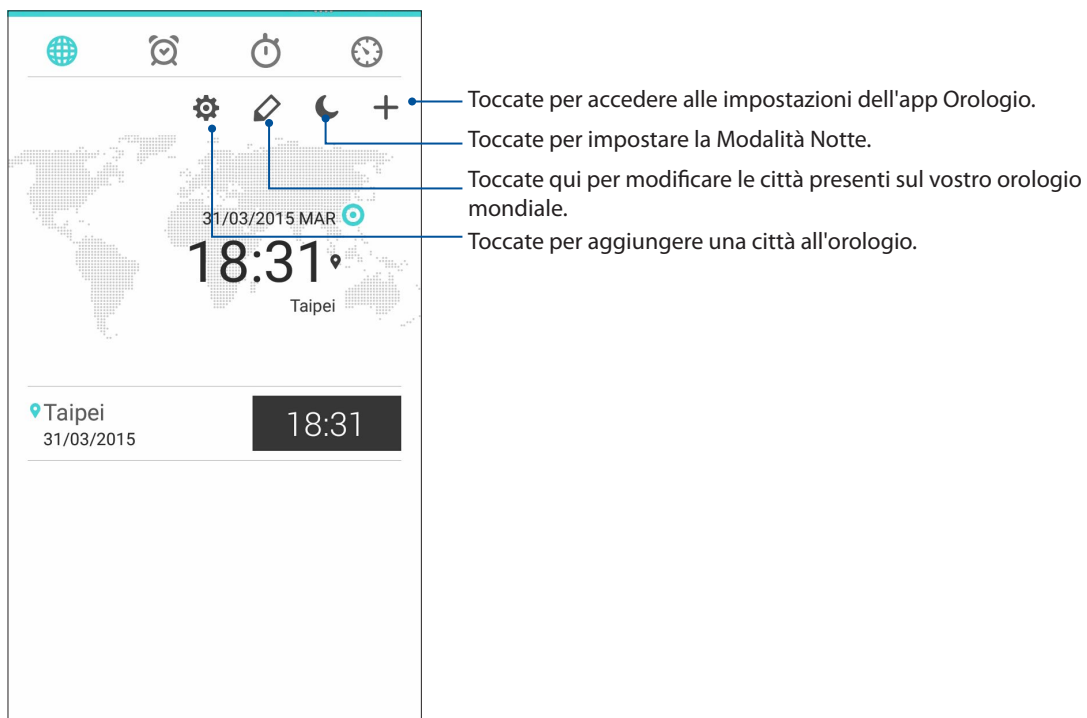 Toccate per accedere alle impostazioni dell'app Orologio.
Toccate per impostare la Modalità Notte.
Toccate qui per modificare le città presenti sul vostro orologio
mondiale.
Toccate per aggiungere una città all'orologio.
31/03/2015 MAR
18:31
Taipei
Taipei
31/03/2015
18:31